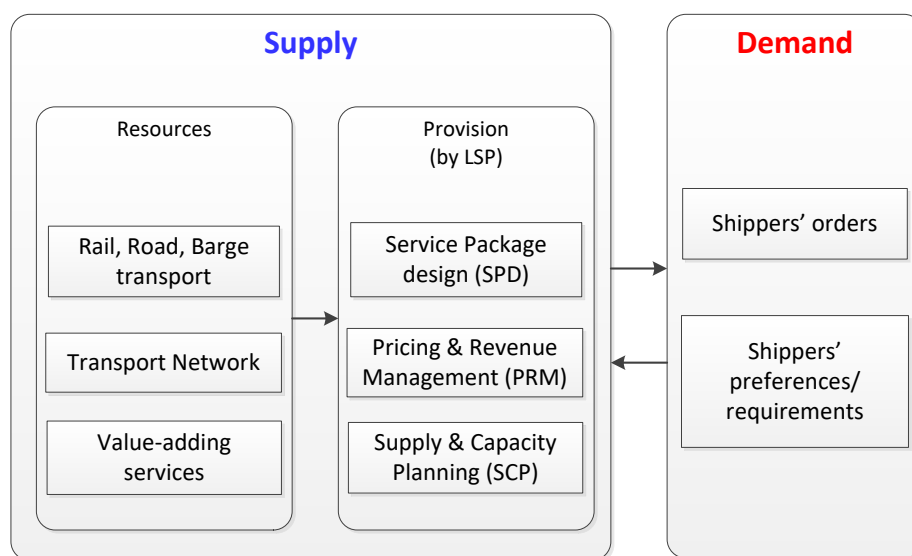 Supply
Resources
Rail, Road, Barge
transport
Transport Network
Value-adding
services
Provision
(by LSP)
Service Package
design (SPD)
Pricing & Revenue
Management (PRM)
Supply & Capacity
Planning (SCP)
Demand
Shippers’ orders
Shippers’
preferences/
requirements